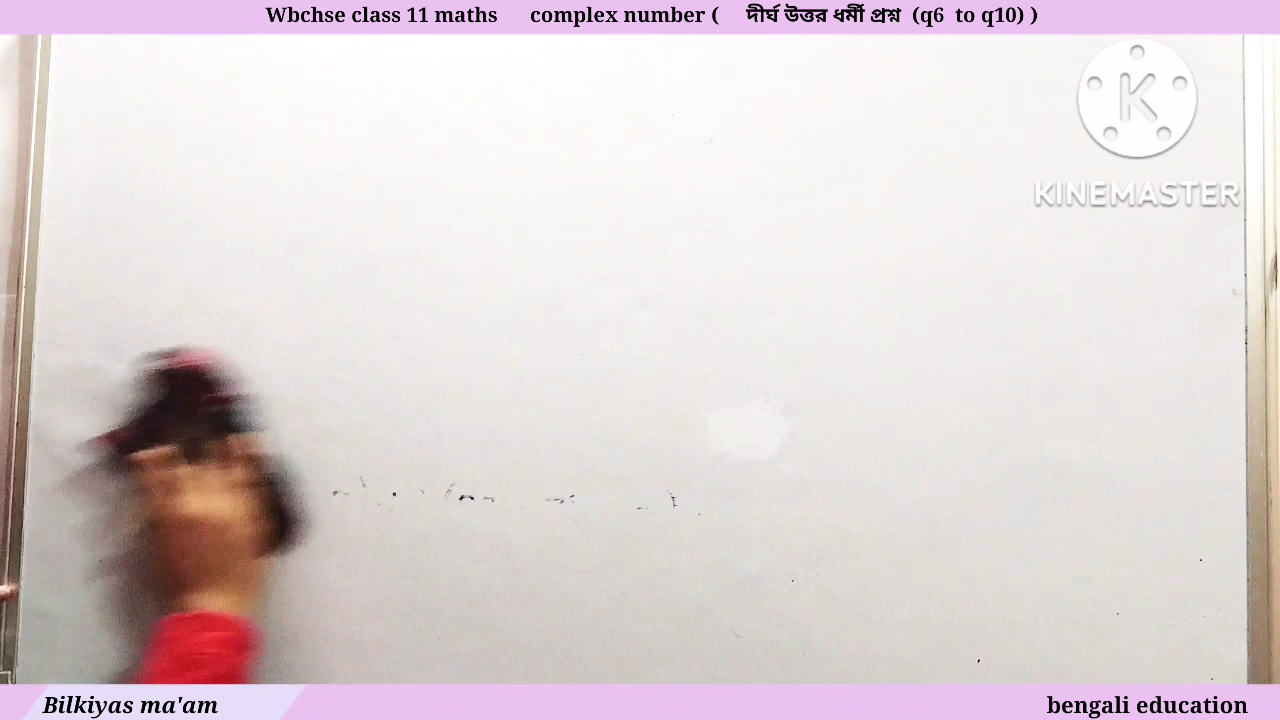 Wbchse class 11 maths complex number ( দীর্ঘ উত্তর ধর্মী প্রশ্ন (q6 to q10) )
K
KINEMASTER
Bilkiyas ma'am
bengali education